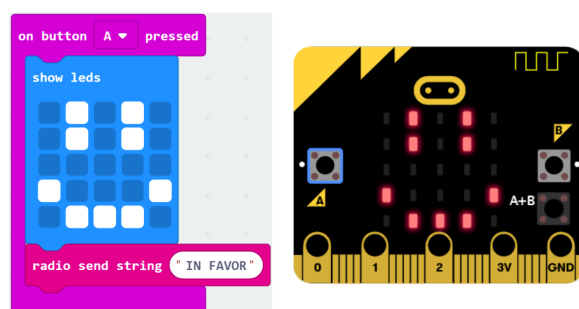 on button A pressed
show leds
radio send string "IN FAVOR"
B
A
A+B
0 1 2 3V GND